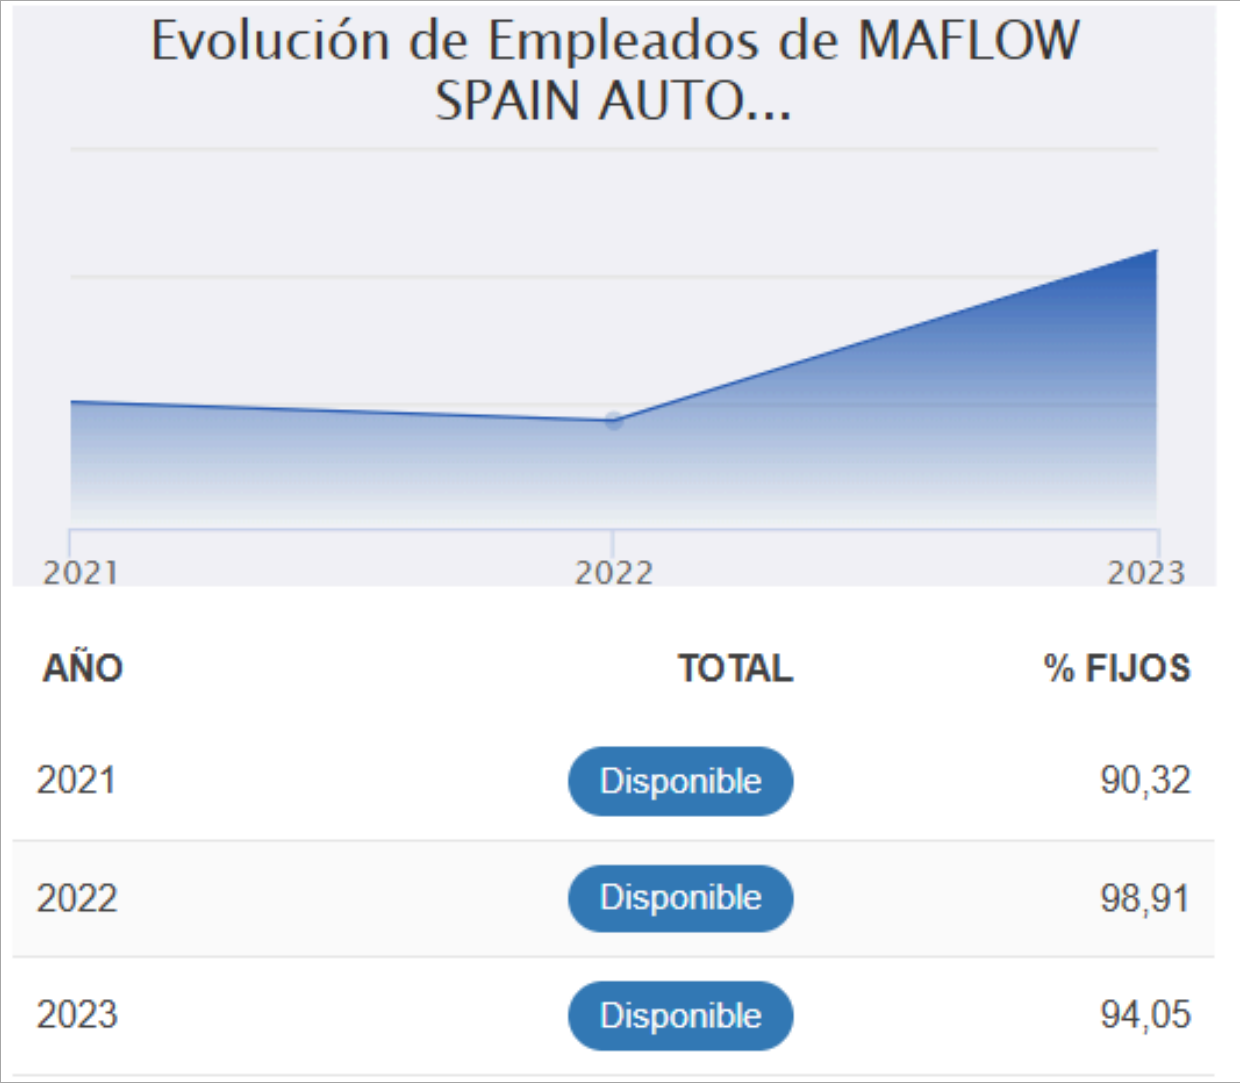 Evolución de Empleados de MAFLOW
SPAIN AUTO...
2021 2022 2023
AÑO TOTAL % FIJOS
2021 Disponible 90,32
2022 Disponible 98,91
2023 Disponible 94,05